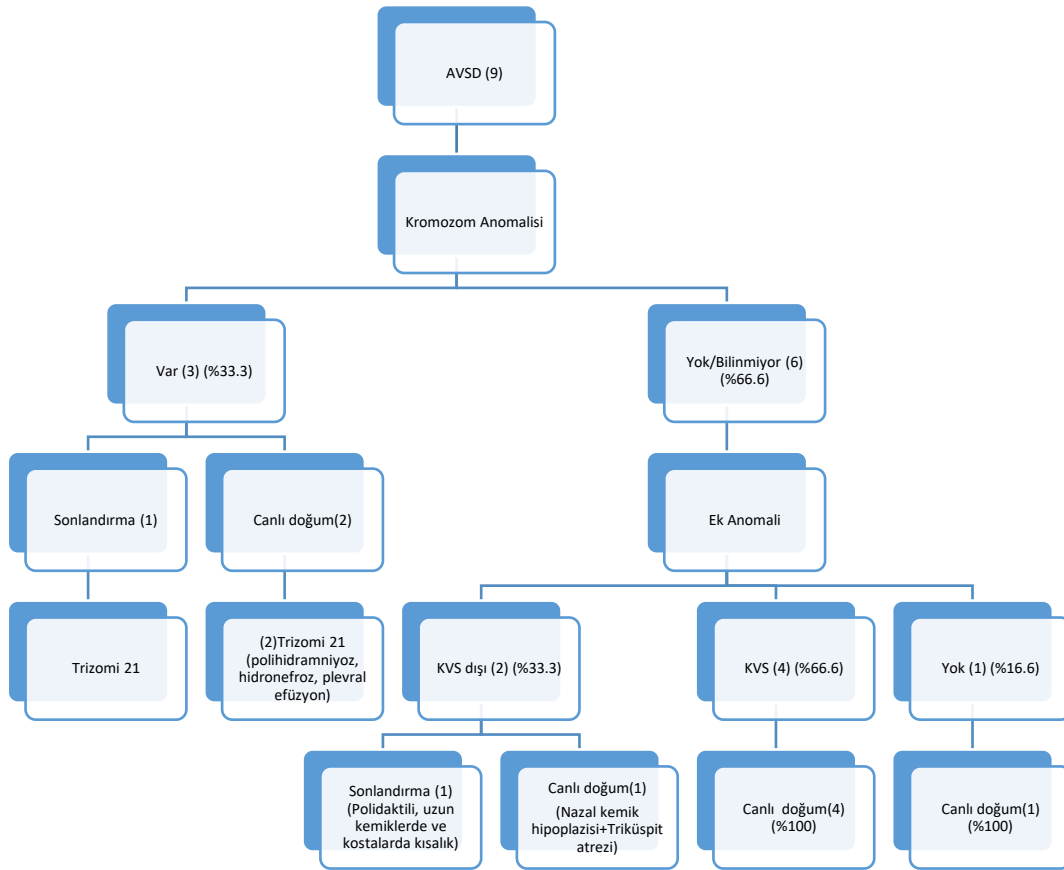 AVSD (9)
Kromozom Anomalisi
Var (3) (%33.3)
Yok/Bilinmiyor (6)
(%66.6)
Sonlandırma (1)
Canlı doğum(2)
Ek Anomali
Trizomi 21
(2)Trizomi 21
(polihidramniyoz,
hidronefroz, plevral
efüzyon)
KVS dışı (2) (%33.3)
KVS (4) (%66.6)
Yok (1) (%16.6)
Sonlandırma (1)
(Polidaktili, uzun
kemiklerde ve
kostalarda kısalık)
Canlı doğum(1)
(Nazal kemik
hipoplazisi+Triküspit
atrezi)
Canlı doğum(4)
(%100)
Canlı doğum(1)
(%100)